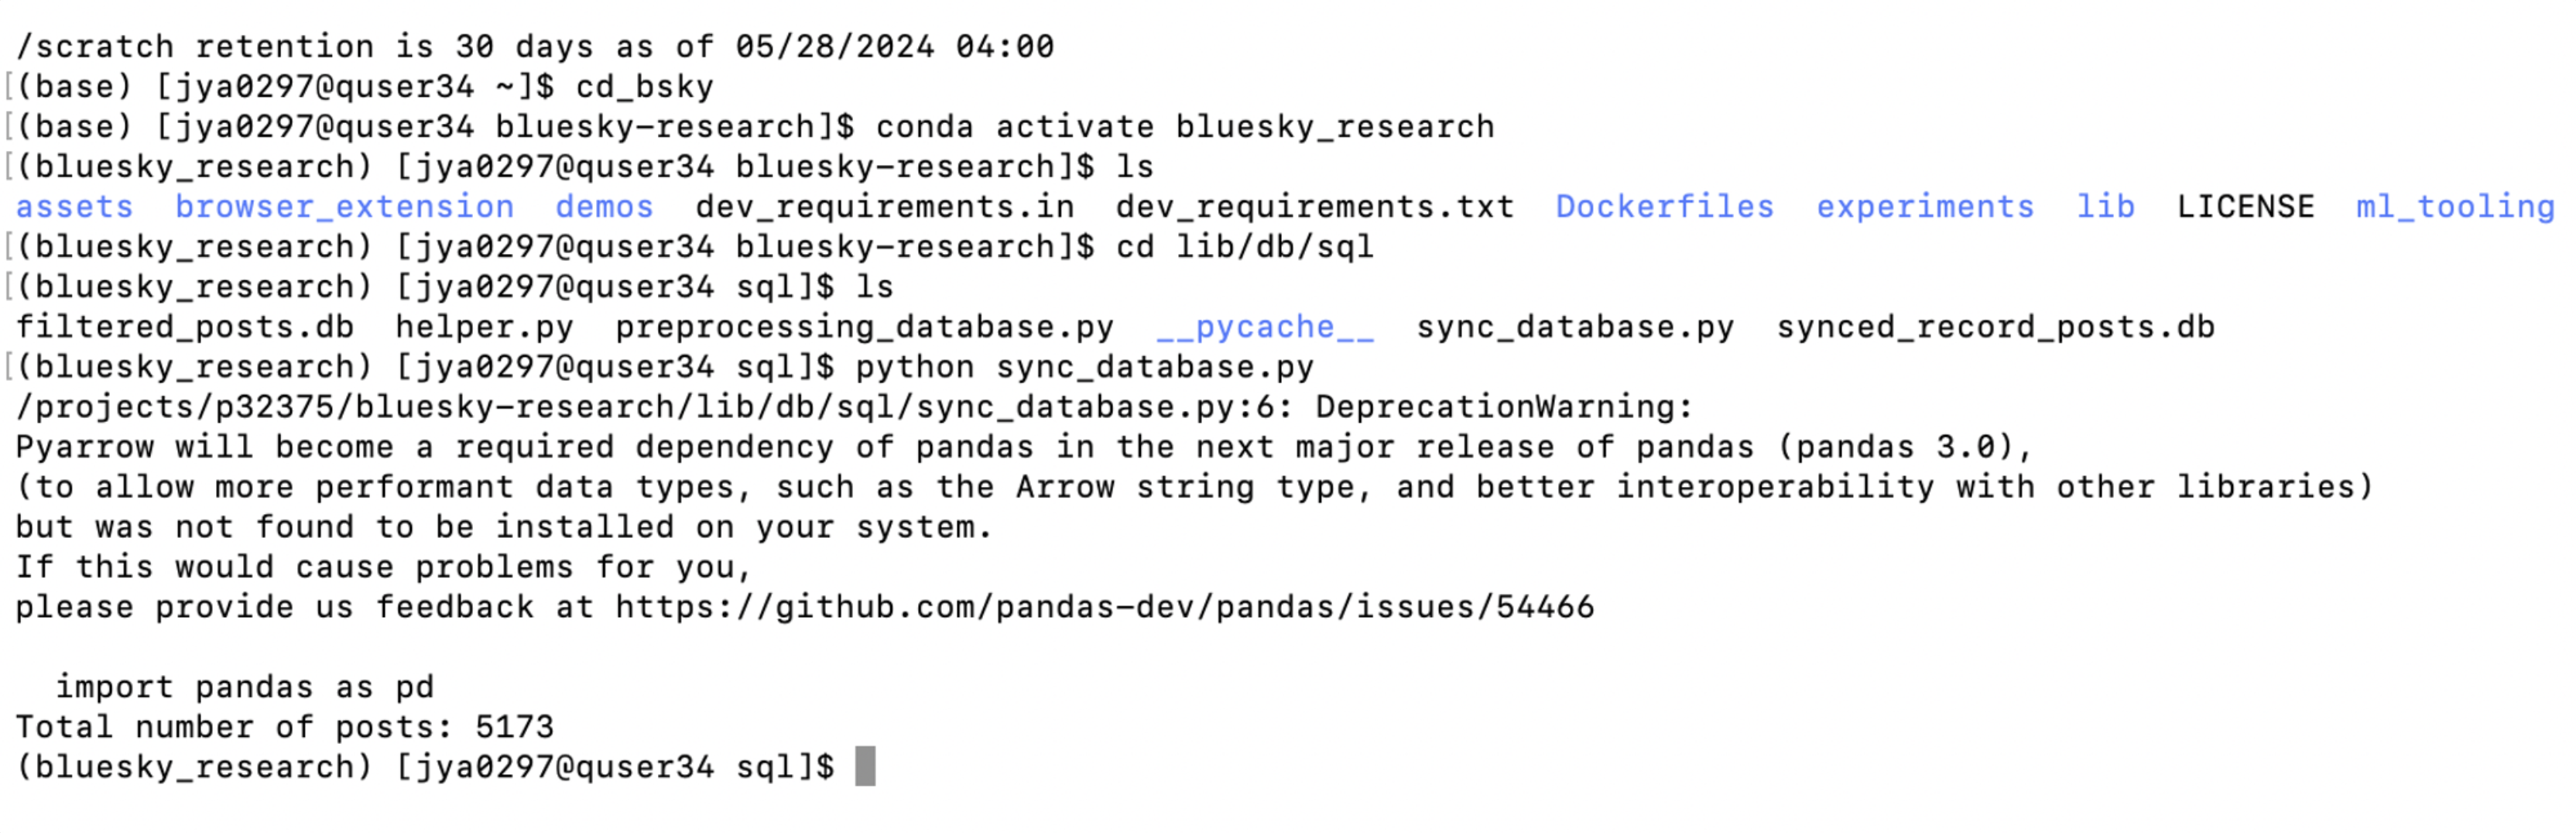 /scratch retention is 30 days as of 05/28/2024 04:00
[(base) [jya0297@quser34 ~]$ cd_bsky
[(base) [jya0297@quser34 bluesky-research]$ conda activate bluesky_research
[(bluesky_research) [jya0297@quser34 bluesky-research]$ ls
assets  browser_extension  demos  dev_requirements.in  dev_requirements.txt  Dockerfiles  experiments  lib  LICENSE  ml_tooling
[(bluesky_research) [jya0297@quser34 bluesky-research]$ cd lib/db/sql
[(bluesky_research) [jya0297@quser34 sql]$ ls
filtered_posts.db  helper.py  preprocessing_database.py  __pycache__  sync_database.py  synced_record_posts.db
[(bluesky_research) [jya0297@quser34 sql]$ python sync_database.py
/projects/p32375/bluesky-research/lib/db/sql/sync_database.py:6: DeprecationWarning:
Pyarrow will become a required dependency of pandas in the next major release of pandas (pandas 3.0),
(to allow more performant data types, such as the Arrow string type, and better interoperability with other libraries)
but was not found to be installed on your system.
If this would cause problems for you,
please provide us feedback at https://github.com/pandas-dev/pandas/issues/54466
  import pandas as pd
Total number of posts: 5173
(bluesky_research) [jya0297@quser34 sql]$